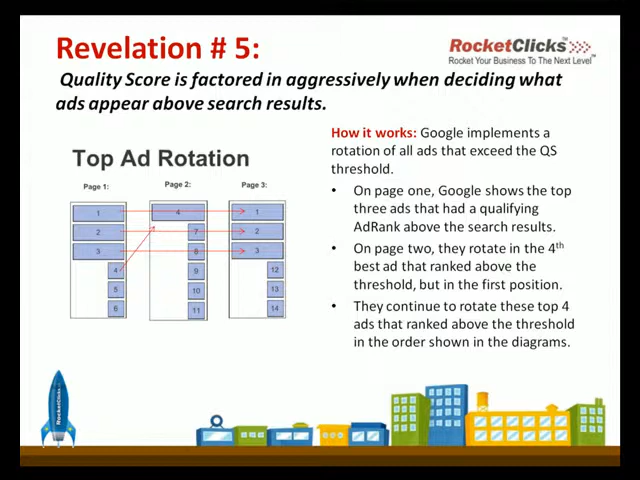 Revelation # 5:
RocketClicks
Rocket Your Business To The Next Level™
Quality Score is factored in aggressively when deciding what
ads appear above search results.
Top Ad Rotation
Page 1:
Page 2:
Page 3:
1
4
1
2
7
2
3
8
3
4
9
12
5
10
13
6
11
14
How it works: Google implements a
rotation of all ads that exceed the QS
threshold.
• On page one, Google shows the top
three ads that had a qualifying
AdRank above the search results.
• On page two, they rotate in the 4th
best ad that ranked above the
threshold, but in the first position.
• They continue to rotate these top 4
ads that ranked above the threshold
in the order shown in the diagrams.
RocketClicks